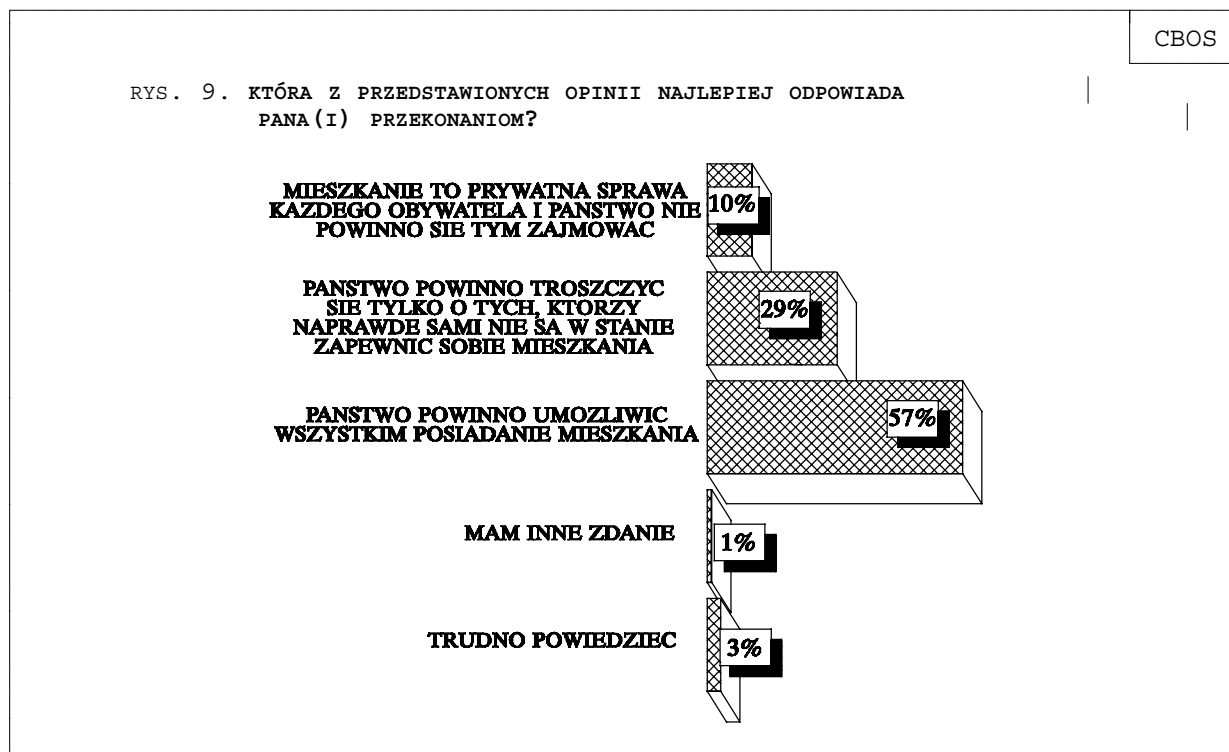 CBOS
RYS. 9. KTÓRA Z PRZEDSTAWIONYCH OPINII NAJLEPIEJ ODPOWIADA
PANA(I) PRZEKONANIOM?
MIESZKANIE TO PRYWATNA SPRAWA
KAZDEGO OBYWATELA I PANSTWO NIE
POWINNO SIE TYM ZAJMOWAC
10%
PANSTWO POWINNO TROSZCZYC
SIE TYLKO O TYCH, KTORZY
NAPRAWDE SAMI NIE SA W STANIE
ZAPEWNIC SOBIE MIESZKANIA
29%
PANSTWO POWINNO UMOZLIWIC
WSZYSTKIM POSIADANIE MIESZKANIA
57%
MAM INNE ZDANIE
1%
TRUDNO POWIEDZIEC
3%